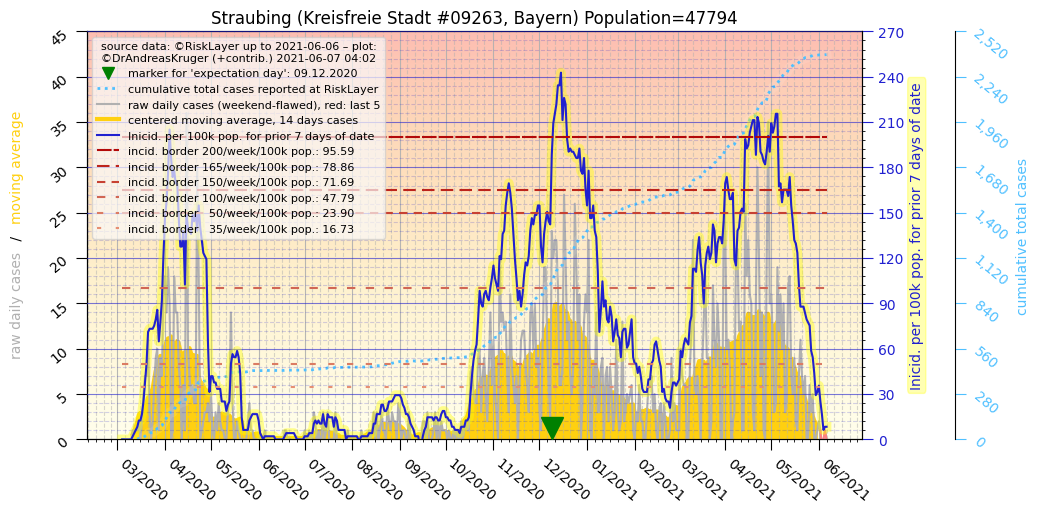 Straubing (Kreisfreie Stadt #09263, Bayern) Population=47794
source data: ©RiskLayer up to 2021-06-06 – plot:
©DrAndreasKruger (+contrib.) 2021-06-07 04:02
marker for 'expectation day': 09.12.2020
cumulative total cases reported at RiskLayer
raw daily cases (weekend-flawed), red: last 5
centered moving average, 14 days cases
Inicid. per 100k pop. for prior 7 days of date
incid. border 200/week/100k pop.: 95.59
incid. border 165/week/100k pop.: 78.86
incid. border 150/week/100k pop.: 71.69
incid. border 100/week/100k pop.: 47.79
incid. border   50/week/100k pop.: 23.90
incid. border   35/week/100k pop.: 16.73
raw daily cases / moving average
45
40
35
30
25
20
15
10
5
0
03/2020
04/2020
05/2020
06/2020
07/2020
08/2020
09/2020
10/2020
11/2020
12/2020
01/2021
02/2021
03/2021
04/2021
05/2021
06/2021
270
240
210
180
150
120
90
60
30
0
Inicid. per 100k pop. for prior 7 days of date
2,520
2,240
1,960
1,680
1,400
1,120
840
560
280
0
cumulative total cases